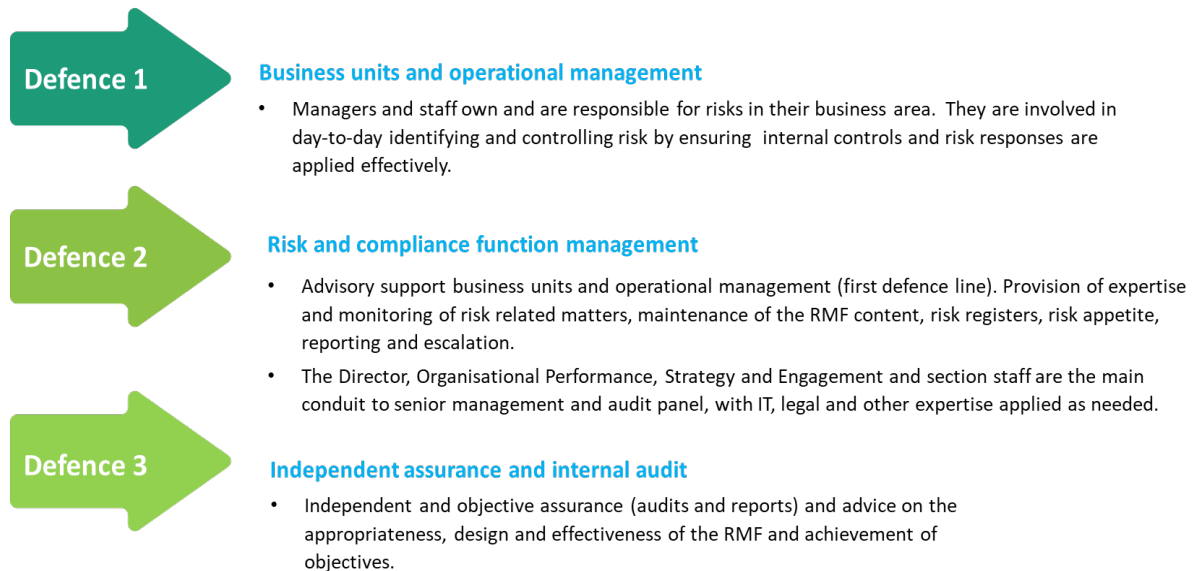 Defence 1
Business units and operational management
• Managers and staff own and are responsible for risks in their business area. They are involved in
day-to-day identifying and controlling risk by ensuring internal controls and risk responses are
applied effectively.
Defence 2
Risk and compliance function management
• Advisory support business units and operational management (first defence line). Provision of expertise
and monitoring of risk related matters, maintenance of the RMF content, risk registers, risk appetite,
reporting and escalation.
• The Director, Organisational Performance, Strategy and Engagement and section staff are the main
conduit to senior management and audit panel, with IT, legal and other expertise applied as needed.
Defence 3
Independent assurance and internal audit
• Independent and objective assurance (audits and reports) and advice on the
appropriateness, design and effectiveness of the RMF and achievement of
objectives.